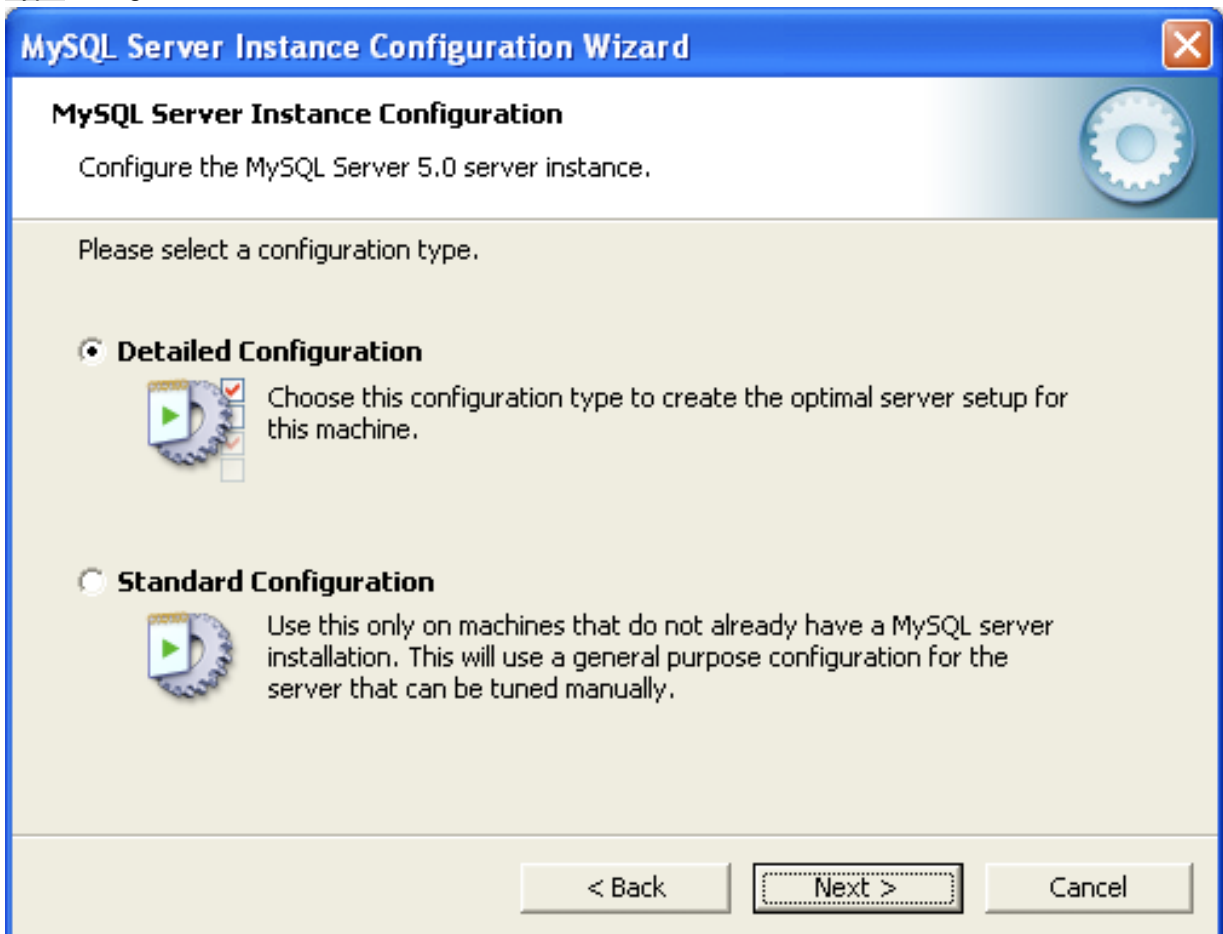 MySQL Server Instance Configuration Wizard
MySQL Server Instance Configuration
Configure the MySQL Server 5.0 server instance.
Please select a configuration type.
Detailed Configuration
Choose this configuration type to create the optimal server setup for
this machine.
Standard Configuration
Use this only on machines that do not already have a MySQL server
installation. This will use a general purpose configuration for the
server that can be tuned manually.
< Back
Next >
Cancel